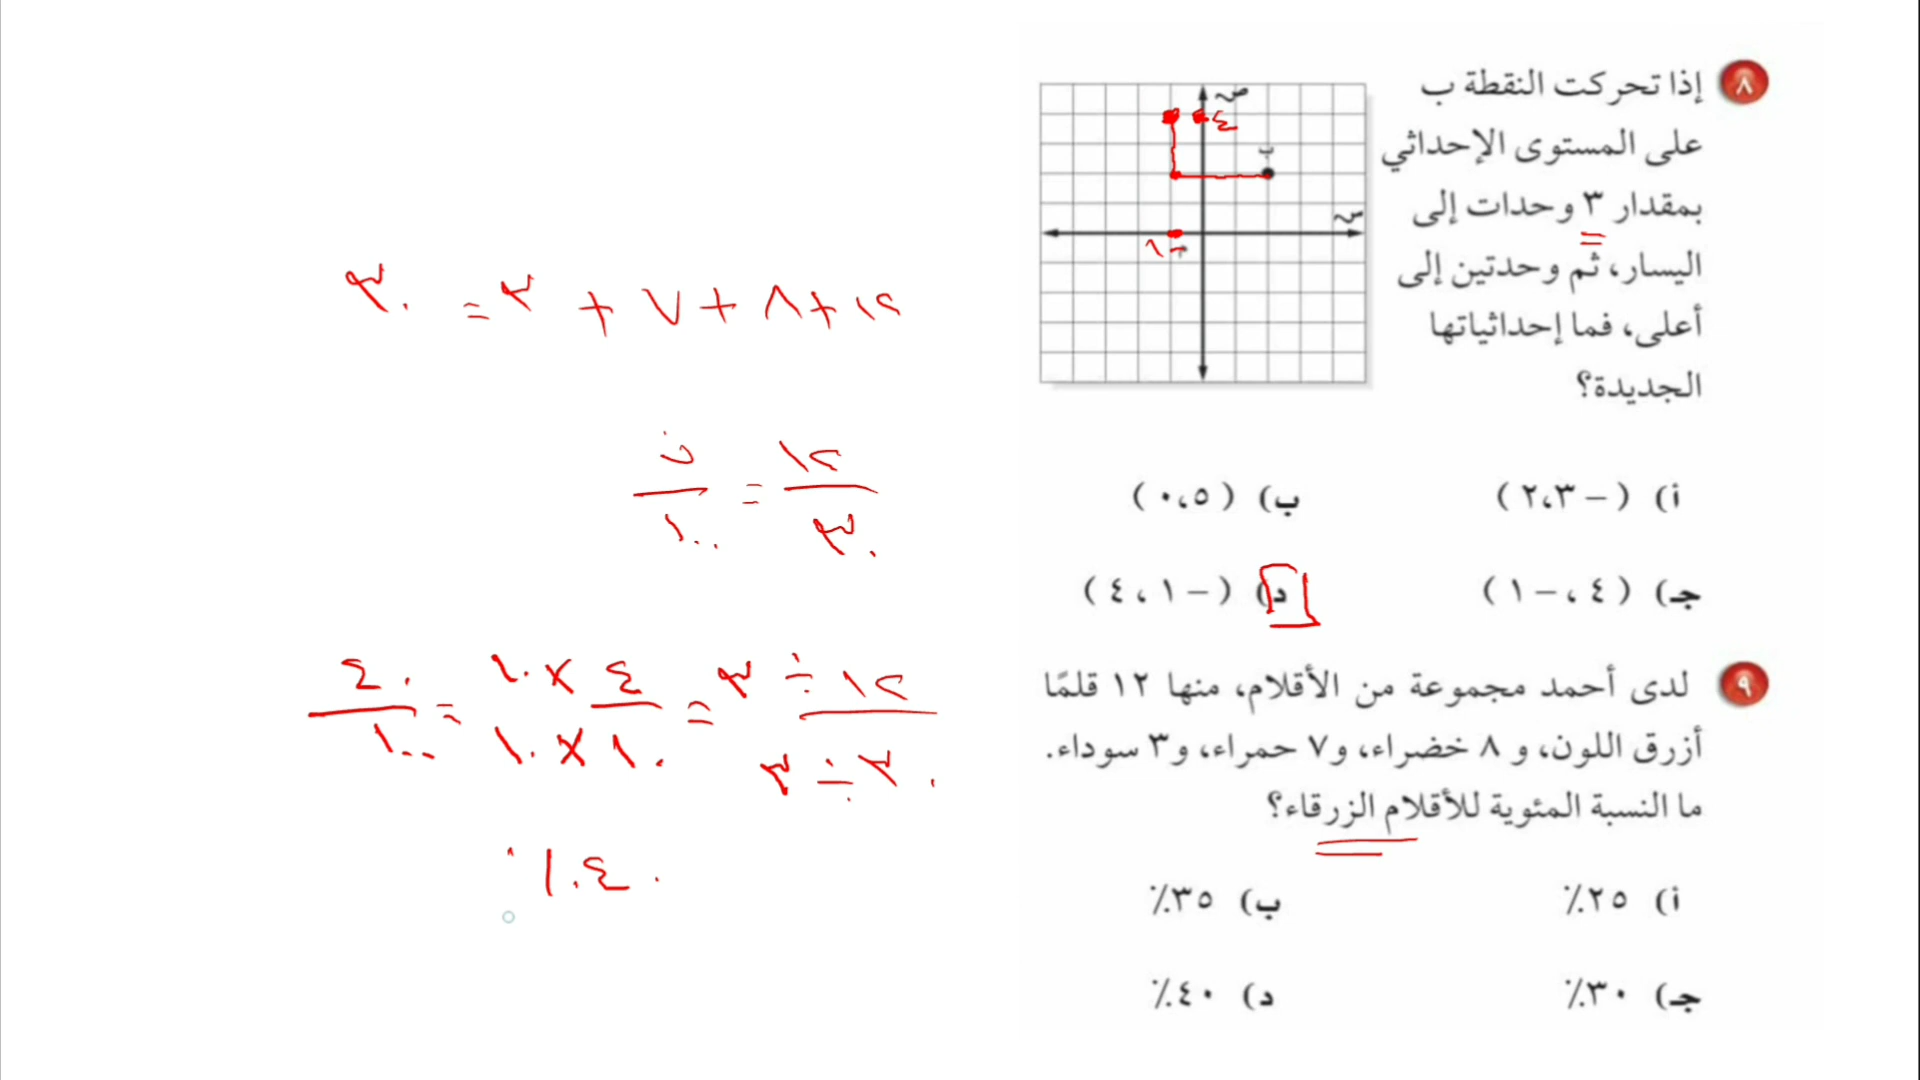 ٨ إذا تحركت النقطة ب
على المستوى الإحداثي
بمقدار ٣ وحدات إلى
اليسار، ثم وحدتين إلى
أعلى، فما إحداثياتها
الجديدة؟
ص
٤
ب
س
١ -
أ) ( -٢،٣ )
ب) ( ٠،٥ )
جـ) ( ٤ ، -١ )
د) ( -٤ ، ١ )
٩ لدى أحمد مجموعة من الأقلام، منها ١٢ قلمًا
أزرق اللون، و ٨ خضراء، و٧ حمراء، و٣ سوداء.
ما النسبة المئوية للأقلام الزرقاء؟
أ) ٢٥٪
ب) ٣٥٪
جـ) ٣٠٪
د) ٤٠٪
١٢ + ٨ + ٧ + ٣ = ٣٠
١٢/٣٠ = ن/١٠٠
١٢ ÷ ٣ / ٣٠ ÷ ٣ = ٤ × ١٠ / ١٠ × ١٠ = ٤٠/١٠٠
٪٤٠